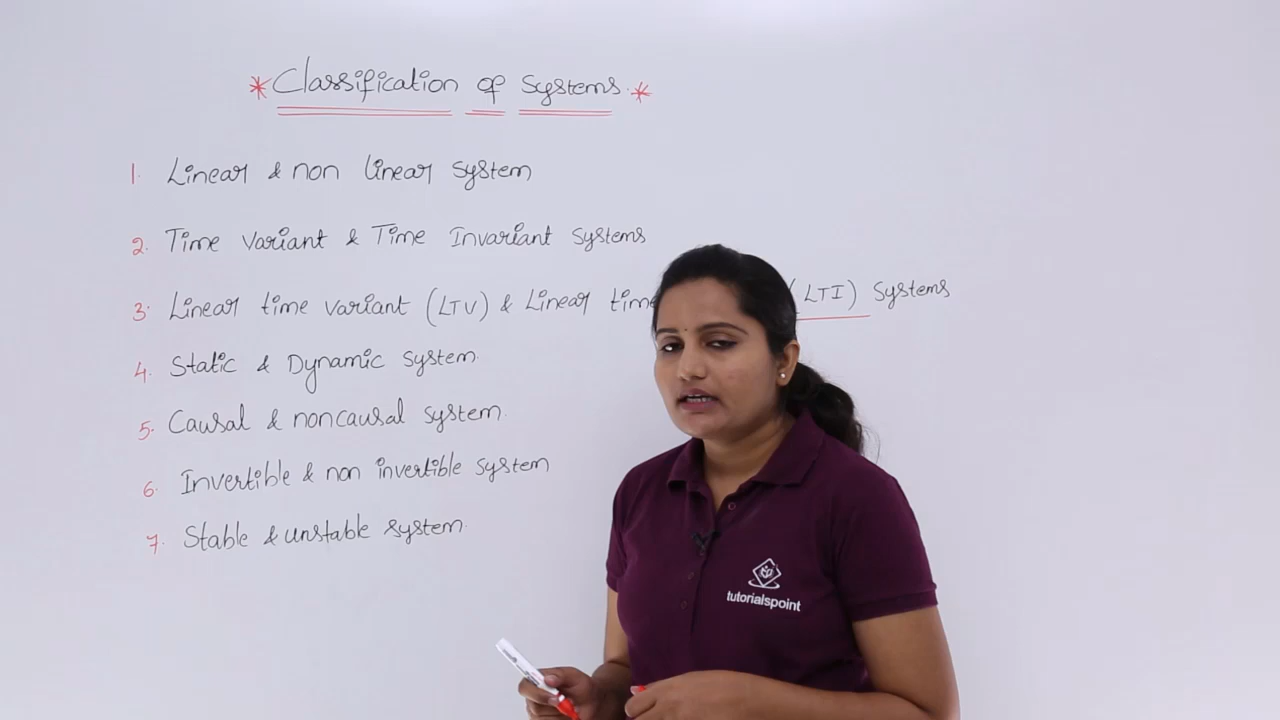 * Classification of Systems. *
1. Linear & non linear system
2. Time variant & Time Invariant systems
3. Linear time variant (LTV) & Linear time (LTI) Systems
4. Static & Dynamic system.
5. Causal & noncausal system.
6. Invertible & non invertible system
7. Stable & unstable system.
tutorialspoint